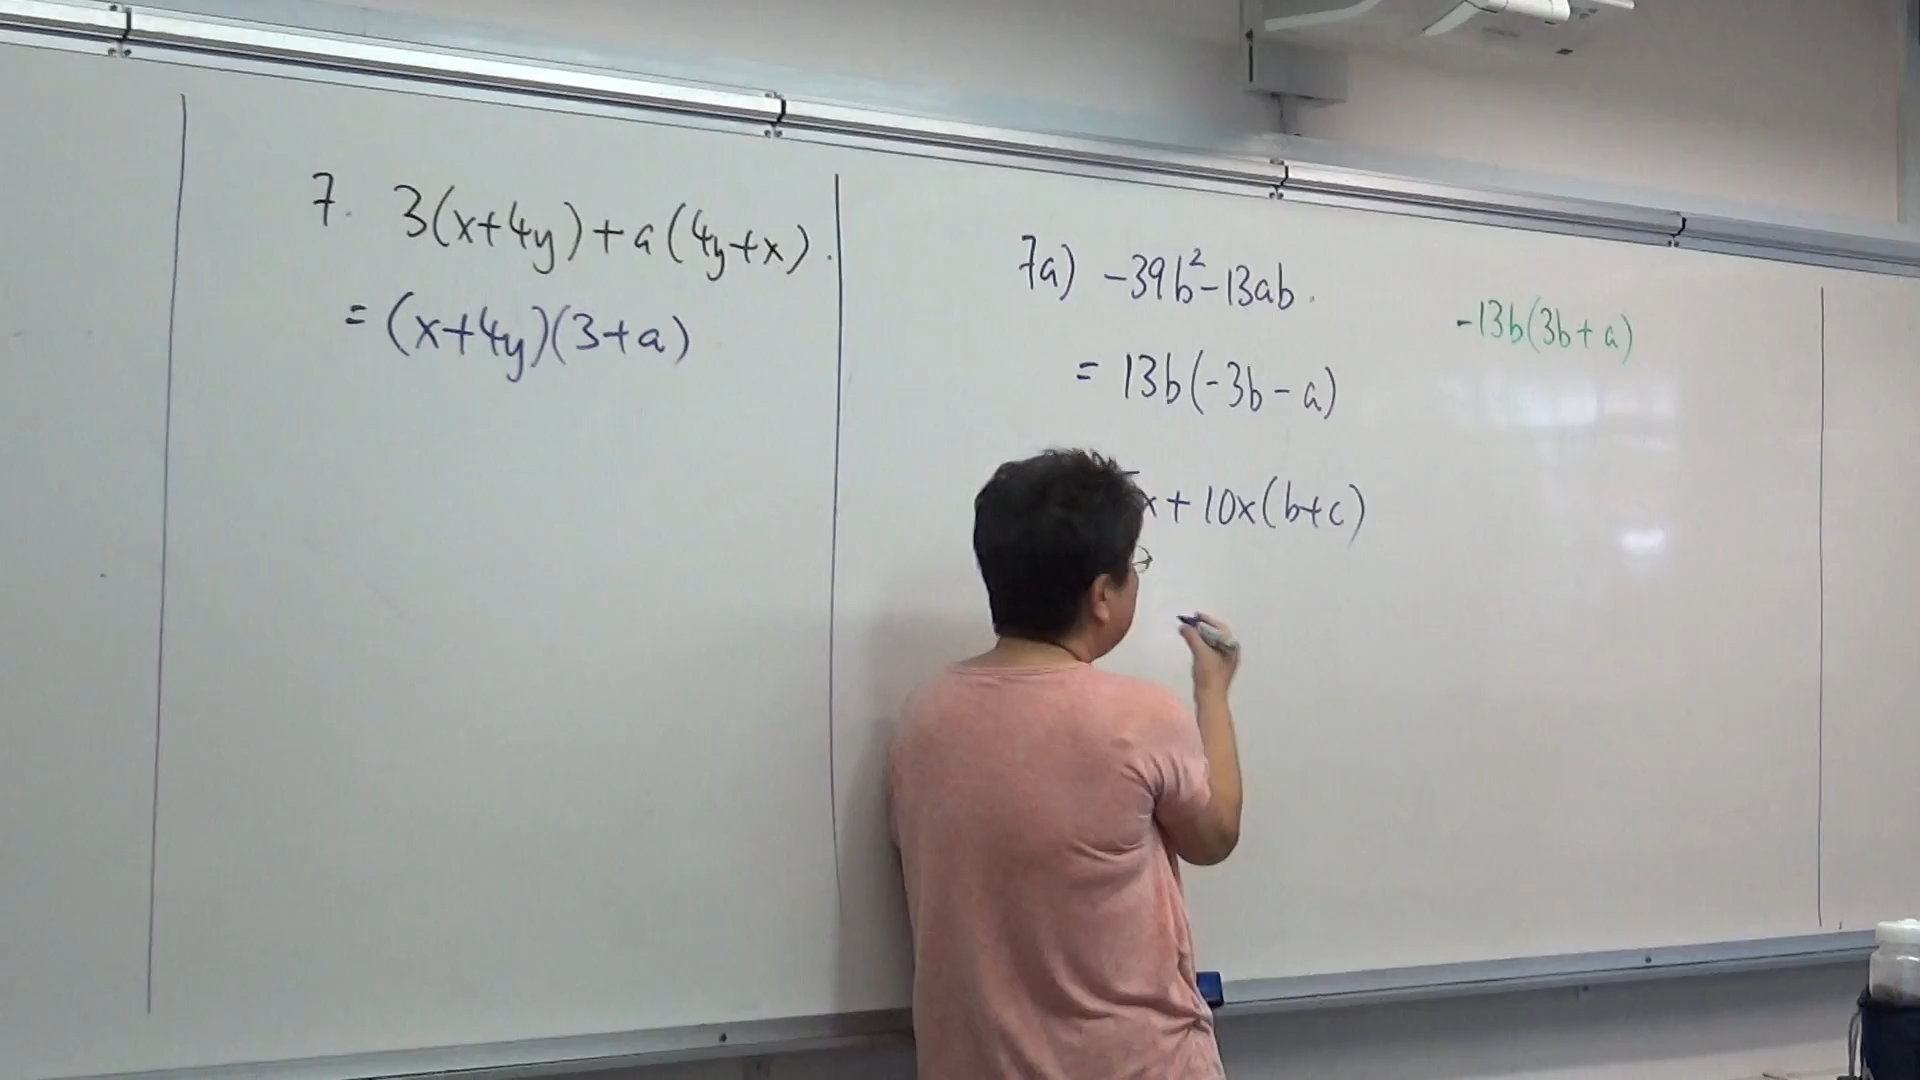 7. 3(x+4y)+a(4y+x).
= (x+4y)(3+a)
7a) -39b²-13ab.
= 13b(-3b-a)
x+10x(b+c)
-13b(3b+a)